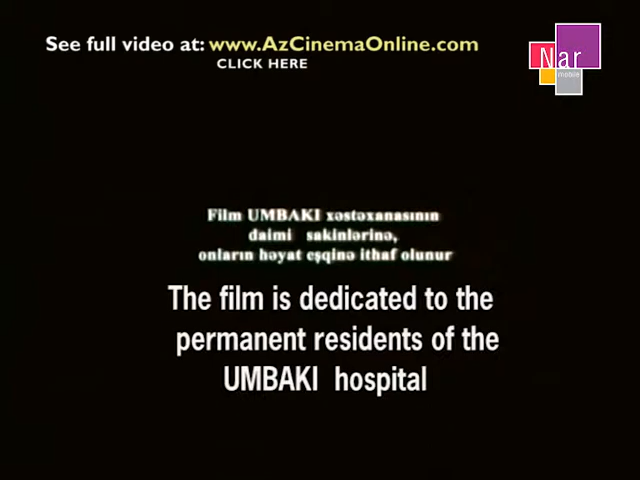 See full video at: www.AzCinemaOnline.com
CLICK HERE
Nar
mobile
Film UMBAKI xəstəxanasının
daimi sakinlərinə,
onların həyat eşqinə ithaf olunur
The film is dedicated to the
permanent residents of the
UMBAKI hospital